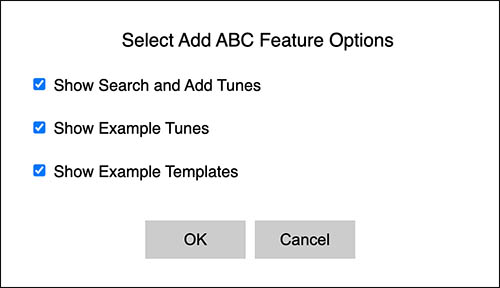 Select Add ABC Feature Options
Show Search and Add Tunes
Show Example Tunes
Show Example Templates
OK
Cancel